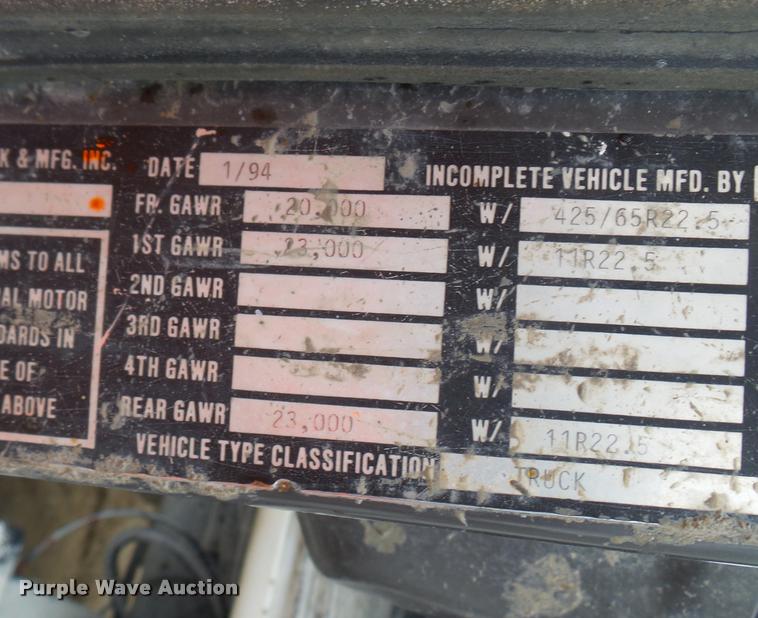 K & MFG. INC. DATE 1/94 INCOMPLETE VEHICLE MFD. BY
FR. GAWR 20,000 W/ 425/65R22.5
1ST GAWR 23,000 W/ 11R22.5
MS TO ALL 2ND GAWR W/
AL MOTOR 3RD GAWR W/
DARDS IN 4TH GAWR W/
E OF REAR GAWR 23,000 W/ 11R22.5
ABOVE VEHICLE TYPE CLASSIFICATION TRUCK
Purple Wave Auction